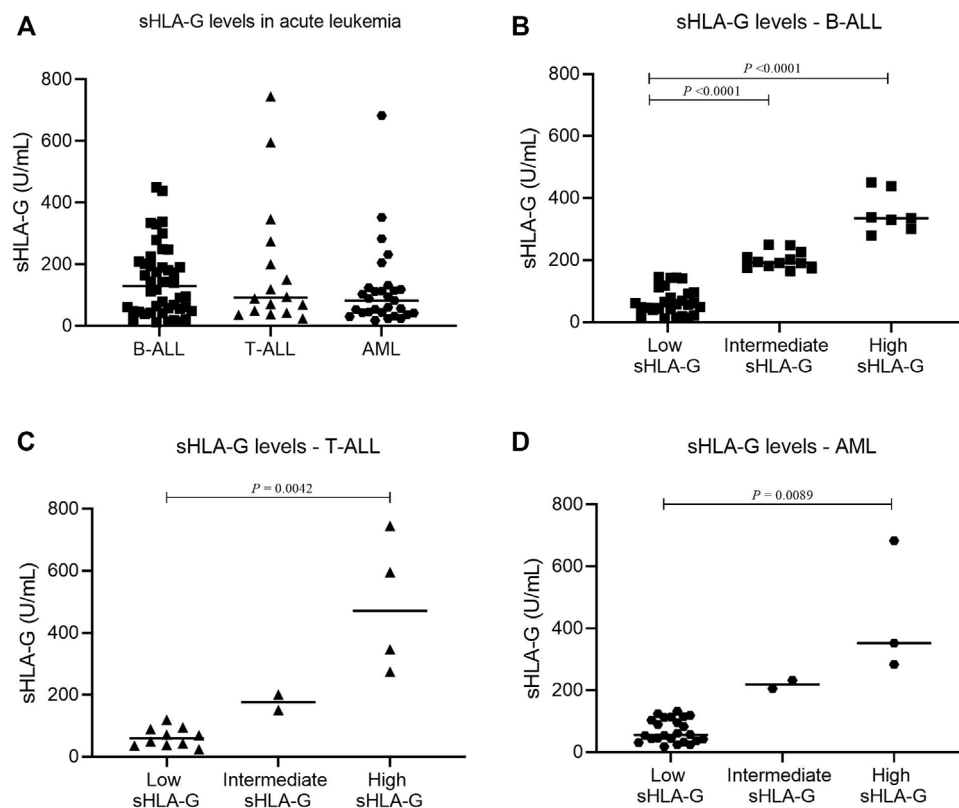 A
sHLA-G levels in acute leukemia
sHLA-G (U/mL)
800
600
400
200
0
B-ALL
T-ALL
AML
B
sHLA-G levels - B-ALL
P <0.0001
P <0.0001
sHLA-G (U/mL)
800
600
400
200
0
Low
sHLA-G
Intermediate
sHLA-G
High
sHLA-G
C
sHLA-G levels - T-ALL
P = 0.0042
sHLA-G (U/mL)
800
600
400
200
0
Low
sHLA-G
Intermediate
sHLA-G
High
sHLA-G
D
sHLA-G levels - AML
P = 0.0089
sHLA-G (U/mL)
800
600
400
200
0
Low
sHLA-G
Intermediate
sHLA-G
High
sHLA-G